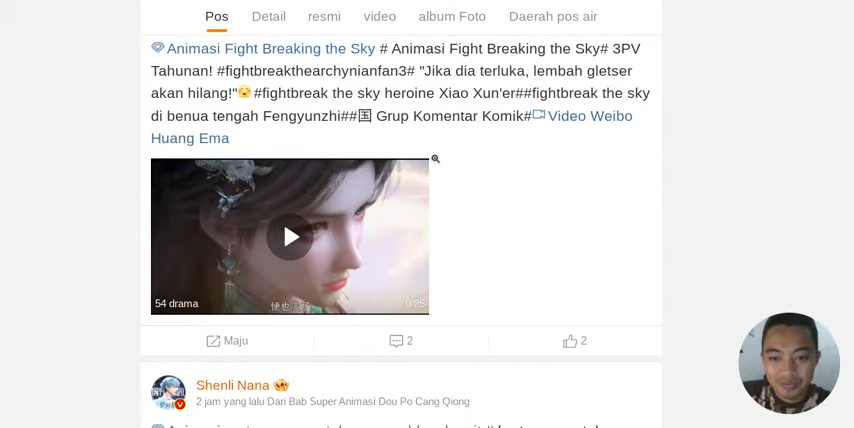 Pos Detail resmi video album Foto Daerah pos air
Animasi Fight Breaking the Sky # Animasi Fight Breaking the Sky# 3PV
Tahunan! #fightbreakthearchynianfan3# "Jika dia terluka, lembah gletser
akan hilang!"😌#fightbreak the sky heroine Xiao Xun'er##fightbreak the sky
di benua tengah Fengyunzhi##国 Grup Komentar Komik# Video Weibo
Huang Ema
54 drama
0:25
Maju 2 2
Shenli Nana
2 jam yang lalu Dari Bab Super Animasi Dou Po Cang Qiong